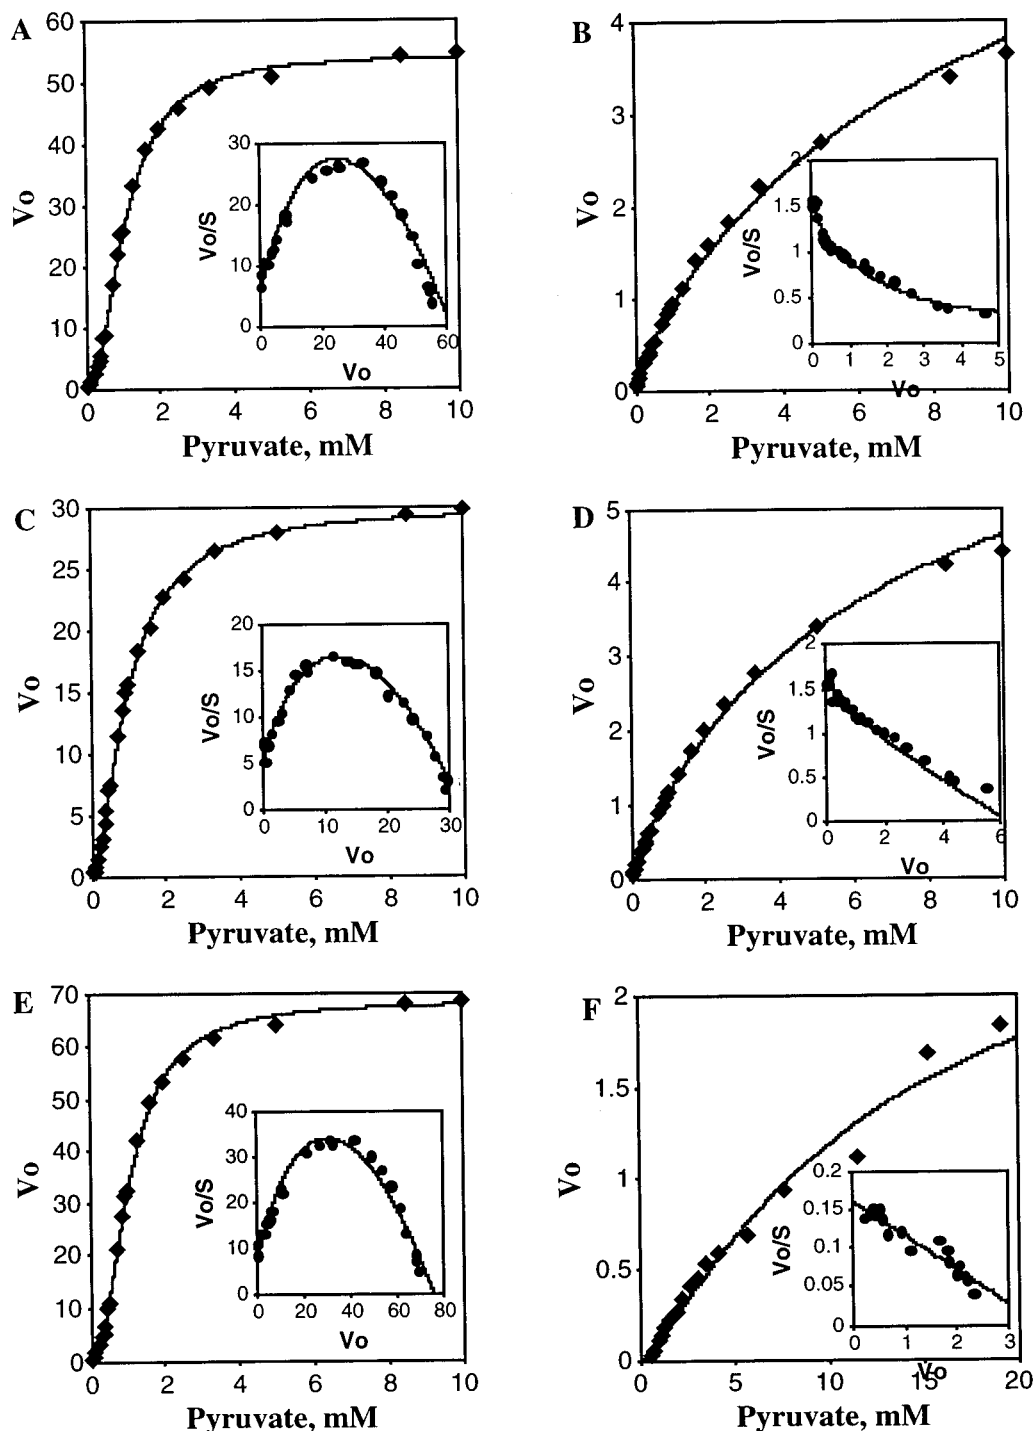 A
B
60
50
40
30
20
10
0
Vo
0 2 4 6 8 10
Pyruvate, mM
30
20
10
0
Vo/S
0 20 40 60
Vo
4
3
2
1
0
Vo
0 2 4 6 8 10
Pyruvate, mM
2
1.5
1
0.5
0
Vo/S
0 1 2 3 4 5
Vo
C
D
30
25
20
15
10
5
0
Vo
0 2 4 6 8 10
Pyruvate, mM
20
15
10
5
0
Vo/S
0 10 20 30
Vo
5
4
3
2
1
0
Vo
0 2 4 6 8 10
Pyruvate, mM
2
1.5
1
0.5
0
Vo/S
0 2 4 6
Vo
E
F
70
60
50
40
30
20
10
0
Vo
0 2 4 6 8 10
Pyruvate, mM
40
30
20
10
0
Vo/S
0 20 40 60 80
Vo
2
1.5
1
0.5
0
Vo
0 5 10 15 20
Pyruvate, mM
0.2
0.15
0.1
0.05
0
Vo/S
0 1 2 3
Vo